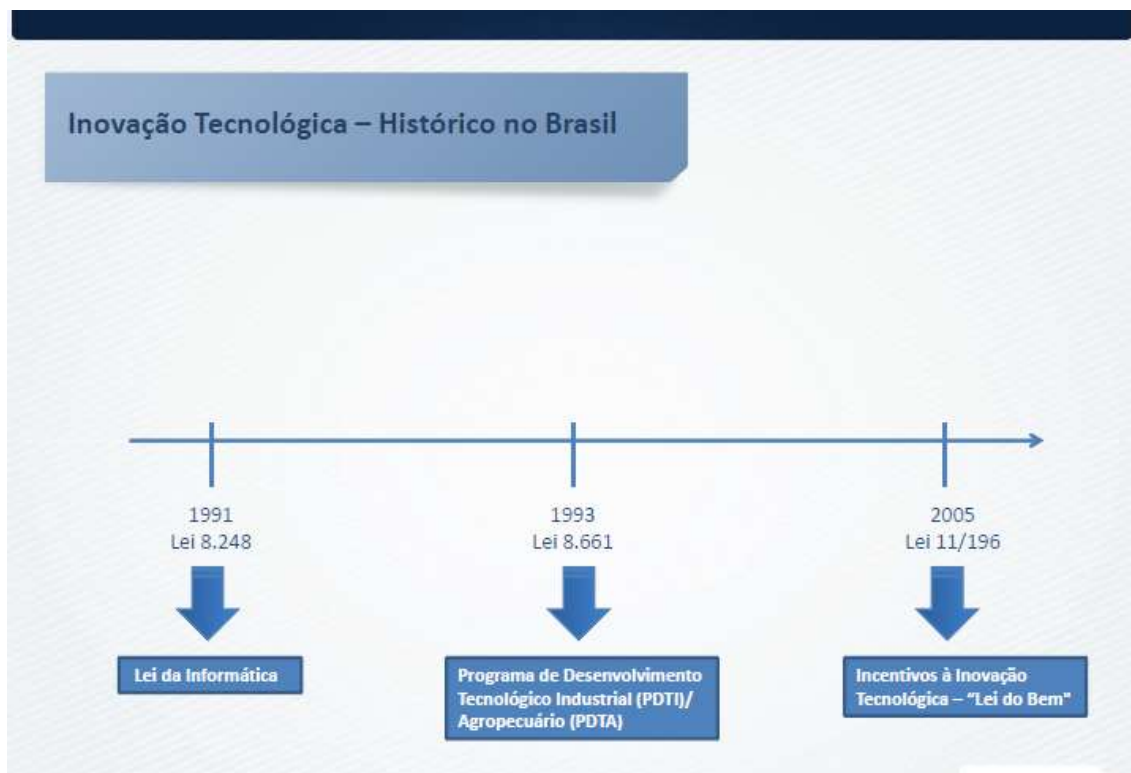 Inovação Tecnológica – Histórico no Brasil
1991
Lei 8.248
1993
Lei 8.661
2005
Lei 11/196
Lei da Informática
Programa de Desenvolvimento
Tecnológico Industrial (PDTI)/
Agropecuário (PDTA)
Incentivos à Inovação
Tecnológica – “Lei do Bem"